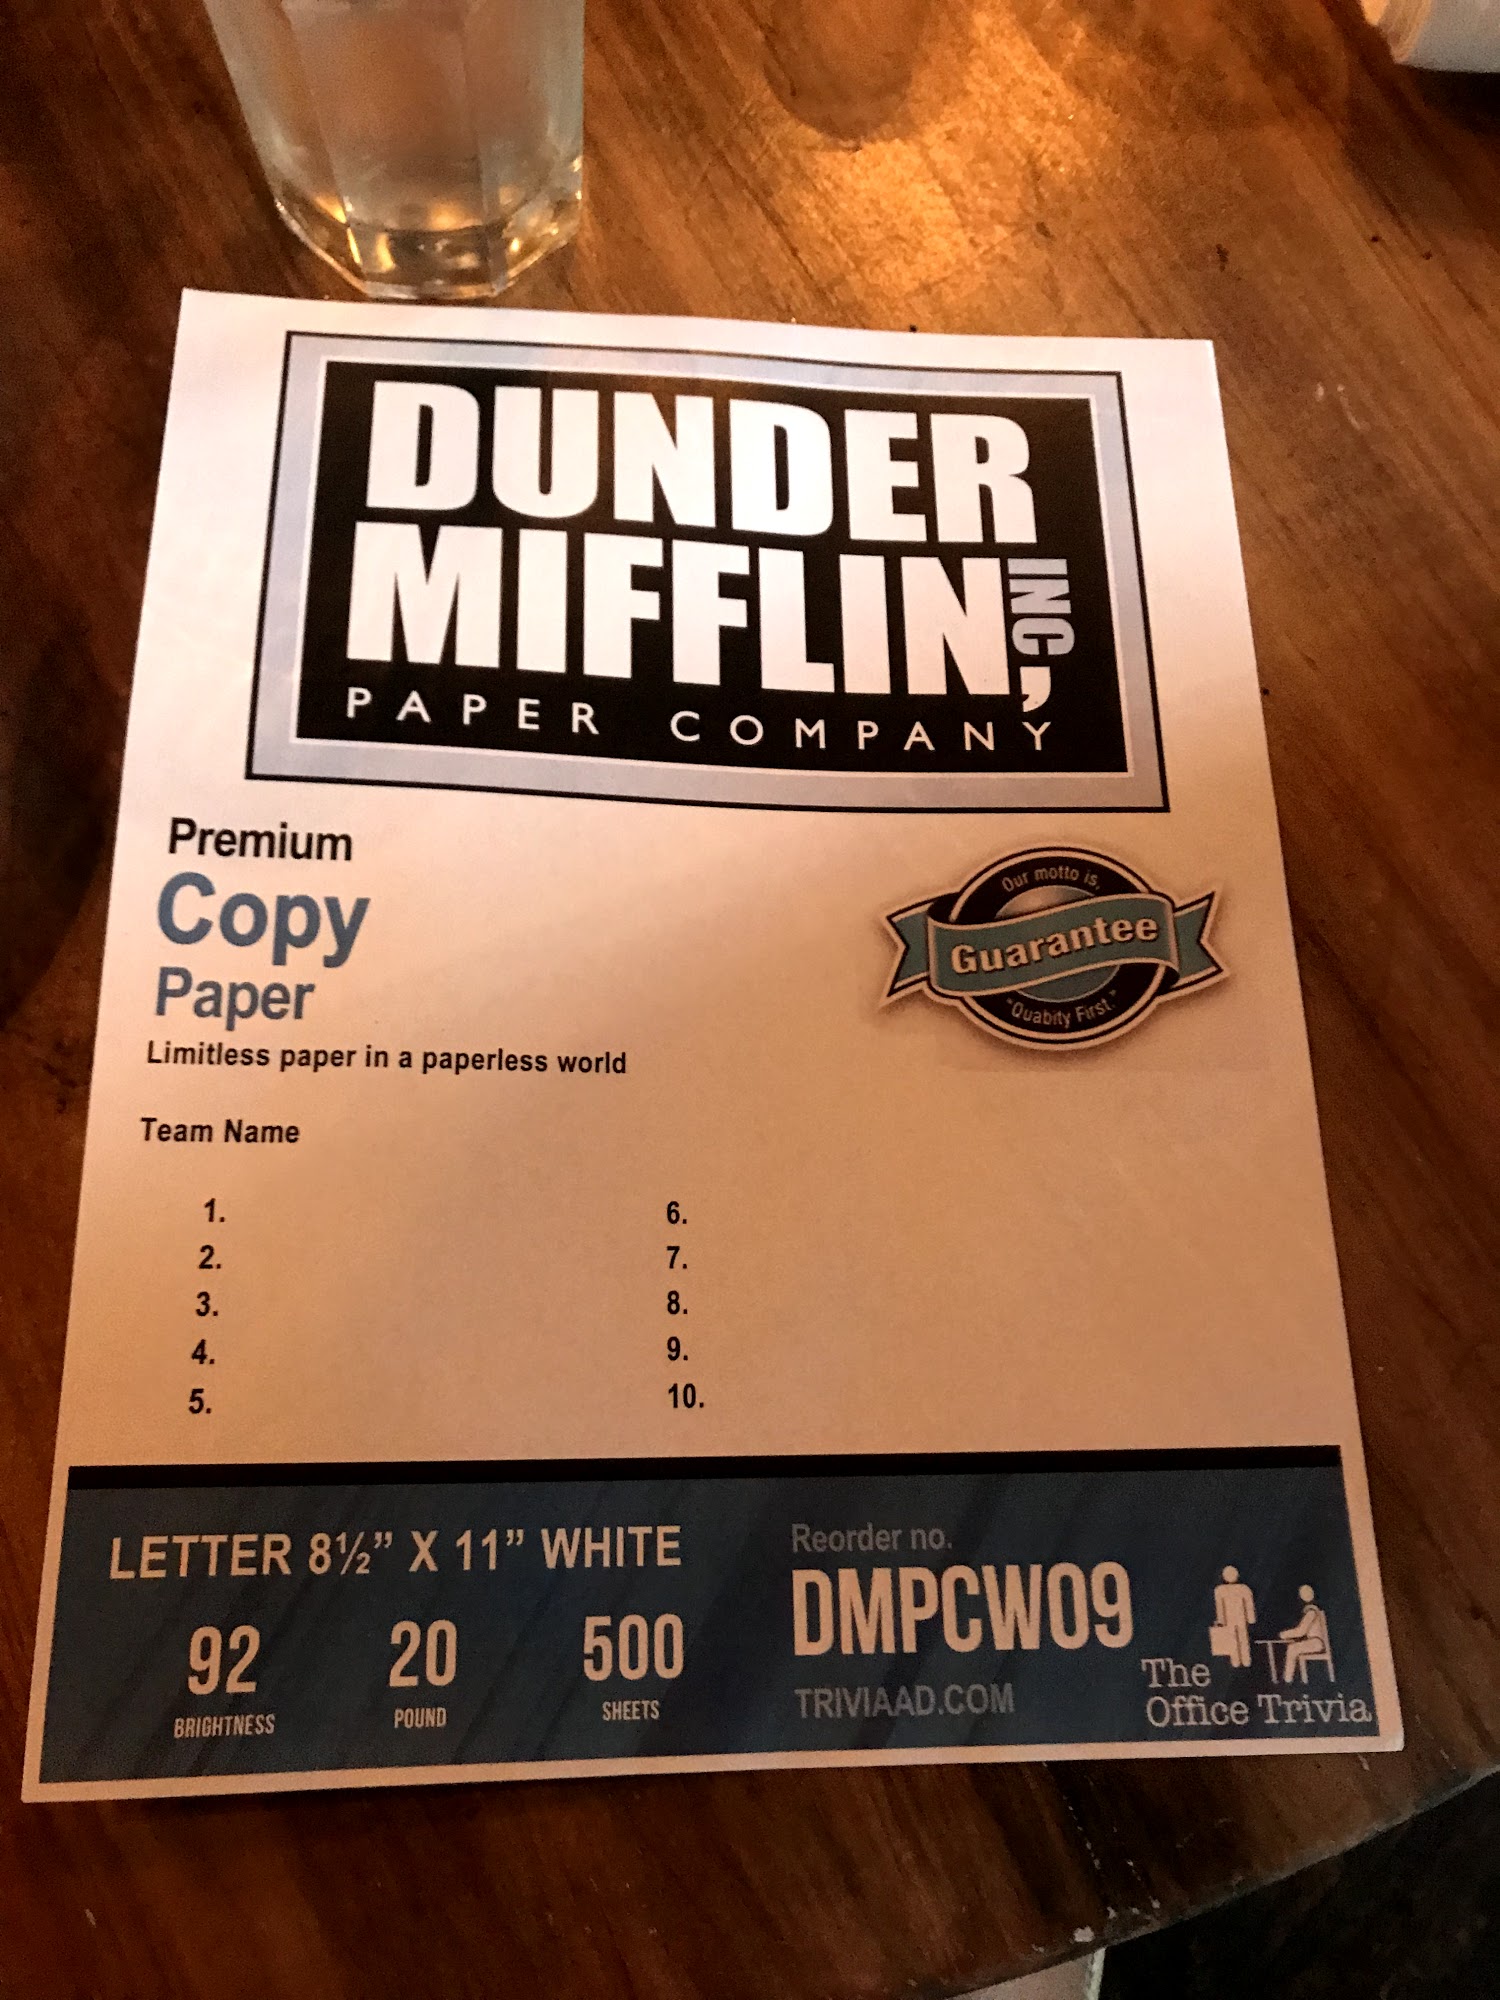 DUNDER
MIFFLIN, INC
PAPER COMPANY
Premium
Copy
Paper
Limitless paper in a paperless world
Our motto is,
Guarantee
"Quabity First."
Team Name
1.
2.
3.
4.
5.
6.
7.
8.
9.
10.
LETTER 8½” X 11” WHITE
92
BRIGHTNESS
20
POUND
500
SHEETS
Reorder no.
DMPCW09
TRIVIAAD.COM
The
Office Trivia